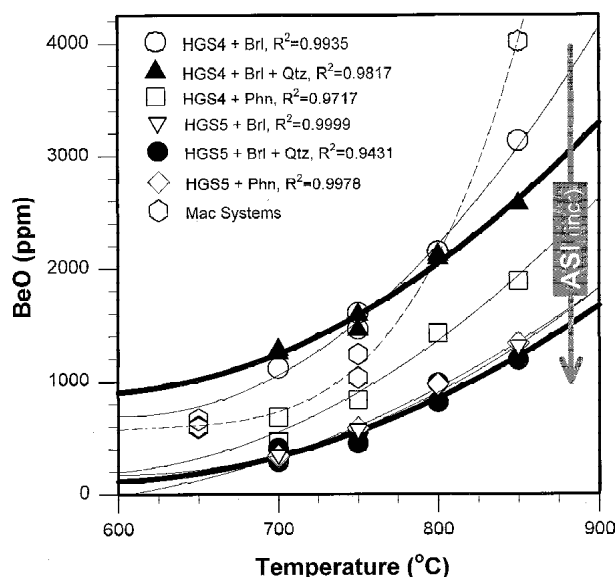 4000
3000
2000
1000
0
BeO (ppm)
HGS4 + Brl, R²=0.9935
HGS4 + Brl + Qtz, R²=0.9817
HGS4 + Phn, R²=0.9717
HGS5 + Brl, R²=0.9999
HGS5 + Brl + Qtz, R²=0.9431
HGS5 + Phn, R²=0.9978
Mac Systems
ASI (inc.)
600 700 800 900
Temperature (°C)